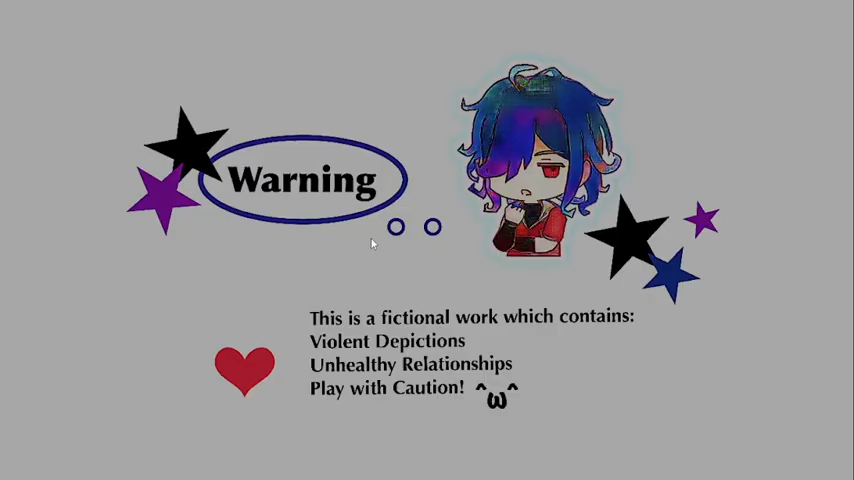 Warning
This is a fictional work which contains:
Violent Depictions
Unhealthy Relationships
Play with Caution! ^ω^